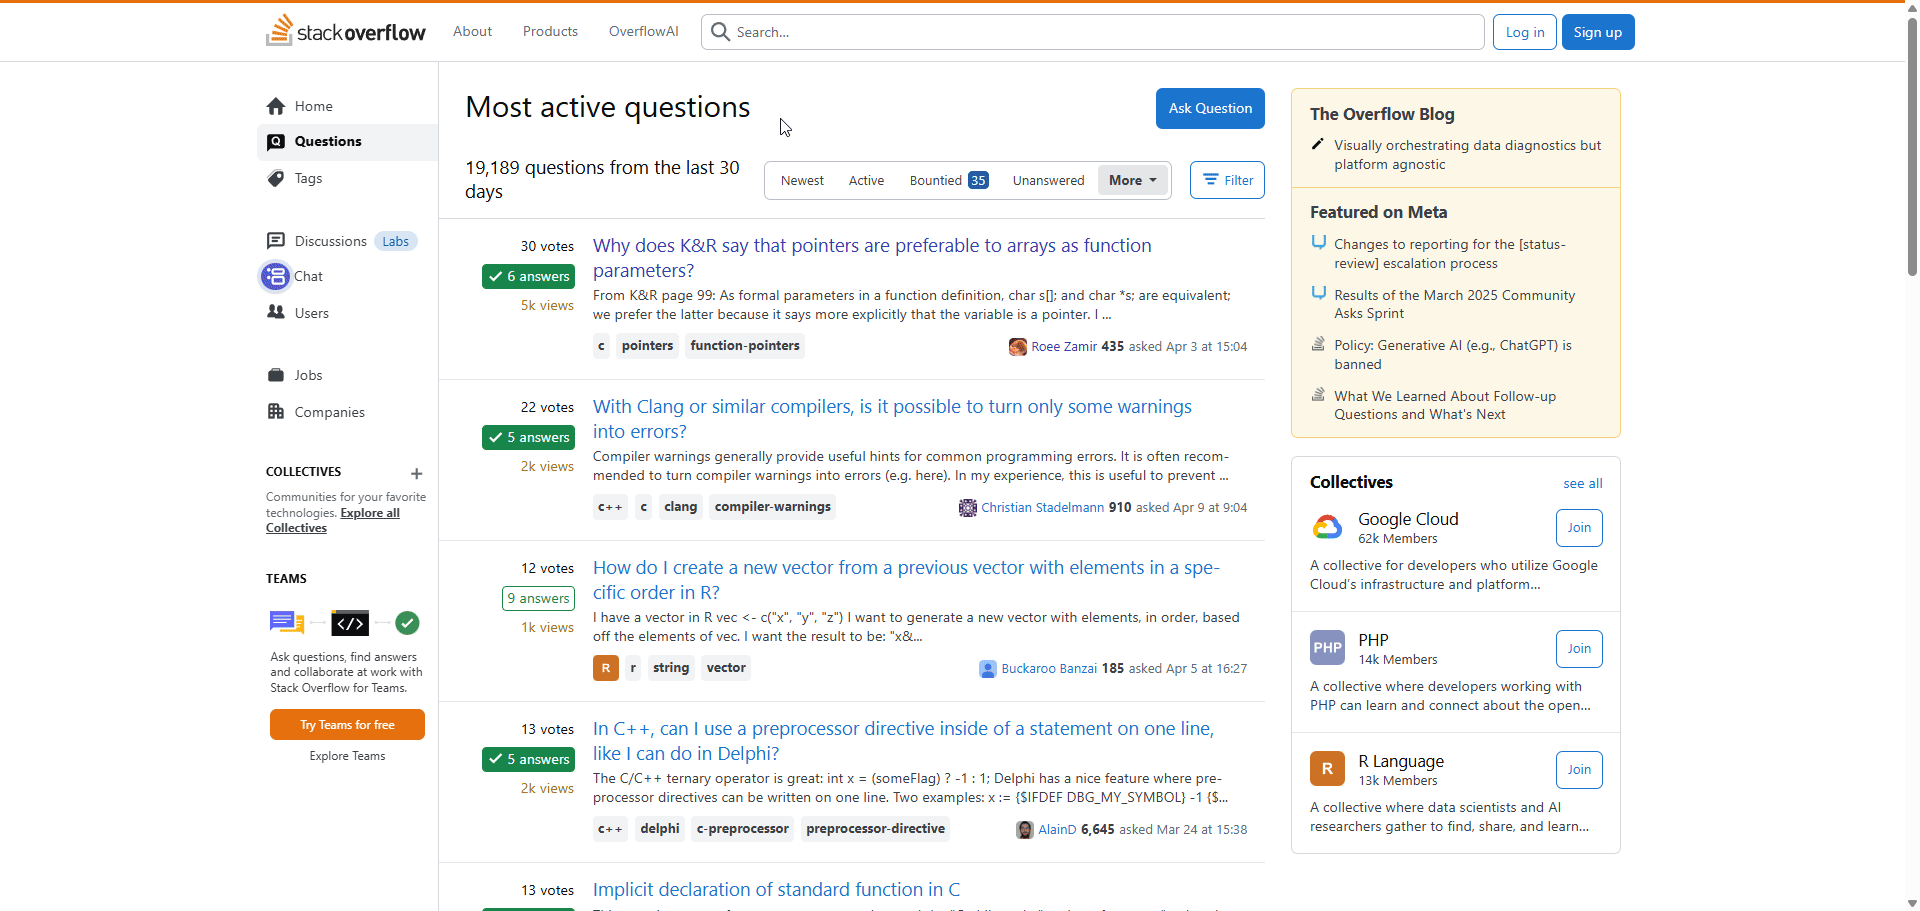 stackoverflow
About
Products
OverflowAI
Search...
Log in
Sign up
Home
Questions
Tags
Discussions Labs
Chat
Users
Jobs
Companies
COLLECTIVES
Communities for your favorite
technologies. Explore all
Collectives
TEAMS
Ask questions, find answers
and collaborate at work with
Stack Overflow for Teams.
Try Teams for free
Explore Teams
Most active questions
Ask Question
19,189 questions from the last 30
days
Newest
Active
Bountied 35
Unanswered
More
Filter
30 votes
6 answers
5k views
Why does K&R say that pointers are preferable to arrays as function
parameters?
From K&R page 99: As formal parameters in a function definition, char s[]; and char *s; are equivalent;
we prefer the latter because it says more explicitly that the variable is a pointer. I ...
c pointers function-pointers
Roee Zamir 435 asked Apr 3 at 15:04
22 votes
5 answers
2k views
With Clang or similar compilers, is it possible to turn only some warnings
into errors?
Compiler warnings generally provide useful hints for common programming errors. It is often recom-
mended to turn compiler warnings into errors (e.g. here). In my experience, this is useful to prevent ...
c++ c clang compiler-warnings
Christian Stadelmann 910 asked Apr 9 at 9:04
12 votes
9 answers
1k views
How do I create a new vector from a previous vector with elements in a spe-
cific order in R?
I have a vector in R vec <- c("x", "y", "z") I want to generate a new vector with elements, in order, based
off the elements of vec. I want the result to be: "x&...
R r string vector
Buckaroo Banzai 185 asked Apr 5 at 16:27
13 votes
5 answers
2k views
In C++, can I use a preprocessor directive inside of a statement on one line,
like I can do in Delphi?
The C/C++ ternary operator is great: int x = (someFlag) ? -1 : 1; Delphi has a nice feature where pre-
processor directives can be written on one line. Two examples: x := {$IFDEF DBG_MY_SYMBOL} -1 {$...
c++ delphi c-preprocessor preprocessor-directive
AlainD 6,645 asked Mar 24 at 15:38
13 votes
Implicit declaration of standard function in C
The Overflow Blog
Visually orchestrating data diagnostics but
platform agnostic
Featured on Meta
Changes to reporting for the [status-
review] escalation process
Results of the March 2025 Community
Asks Sprint
Policy: Generative AI (e.g., ChatGPT) is
banned
What We Learned About Follow-up
Questions and What's Next
Collectives
see all
Google Cloud
62k Members
Join
A collective for developers who utilize Google
Cloud's infrastructure and platform...
PHP
PHP
14k Members
Join
A collective where developers working with
PHP can learn and connect about the open...
R
R Language
13k Members
Join
A collective where data scientists and AI
researchers gather to find, share, and learn...